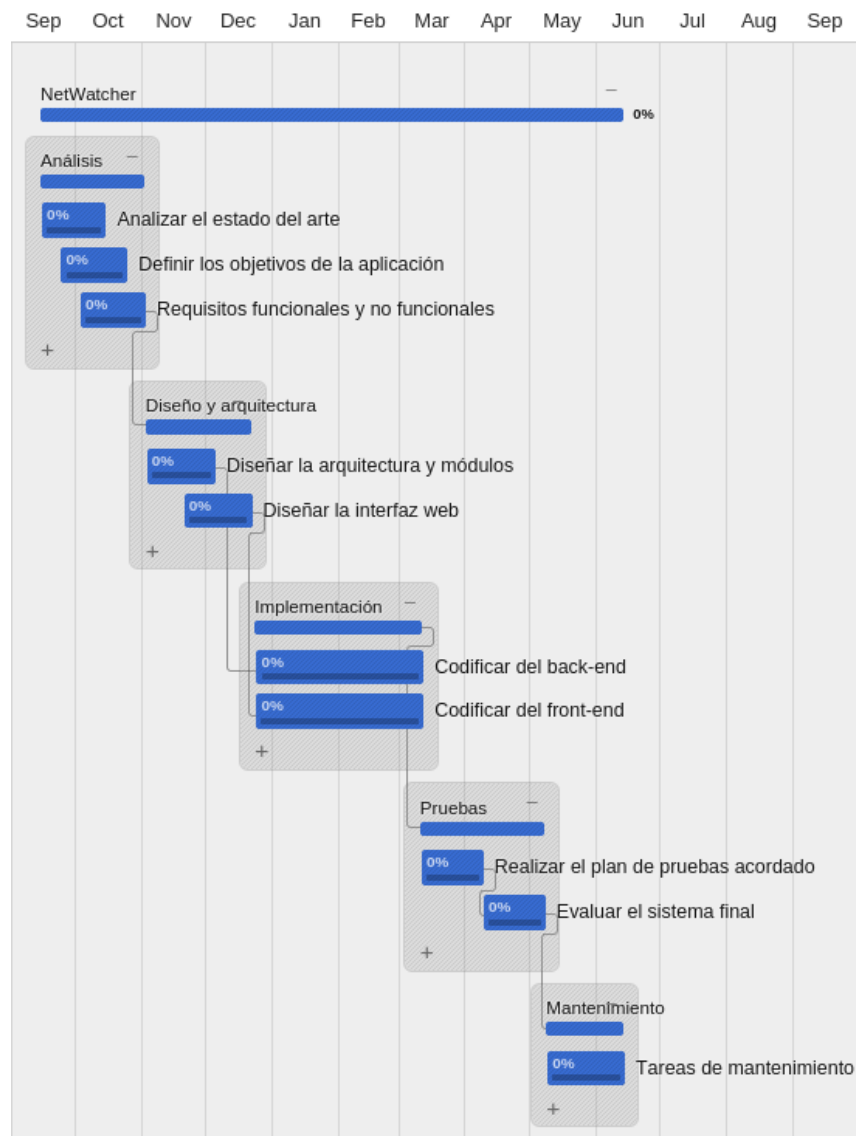 Sep Oct Nov Dec Jan Feb Mar Apr May Jun Jul Aug Sep
NetWatcher
0%
Análisis
0% Analizar el estado del arte
0% Definir los objetivos de la aplicación
0% Requisitos funcionales y no funcionales
+
Diseño y arquitectura
0% Diseñar la arquitectura y módulos
0% Diseñar la interfaz web
+
Implementación
0% Codificar del back-end
0% Codificar del front-end
+
Pruebas
0% Realizar el plan de pruebas acordado
0% Evaluar el sistema final
+
Mantenimiento
0% Tareas de mantenimiento
+